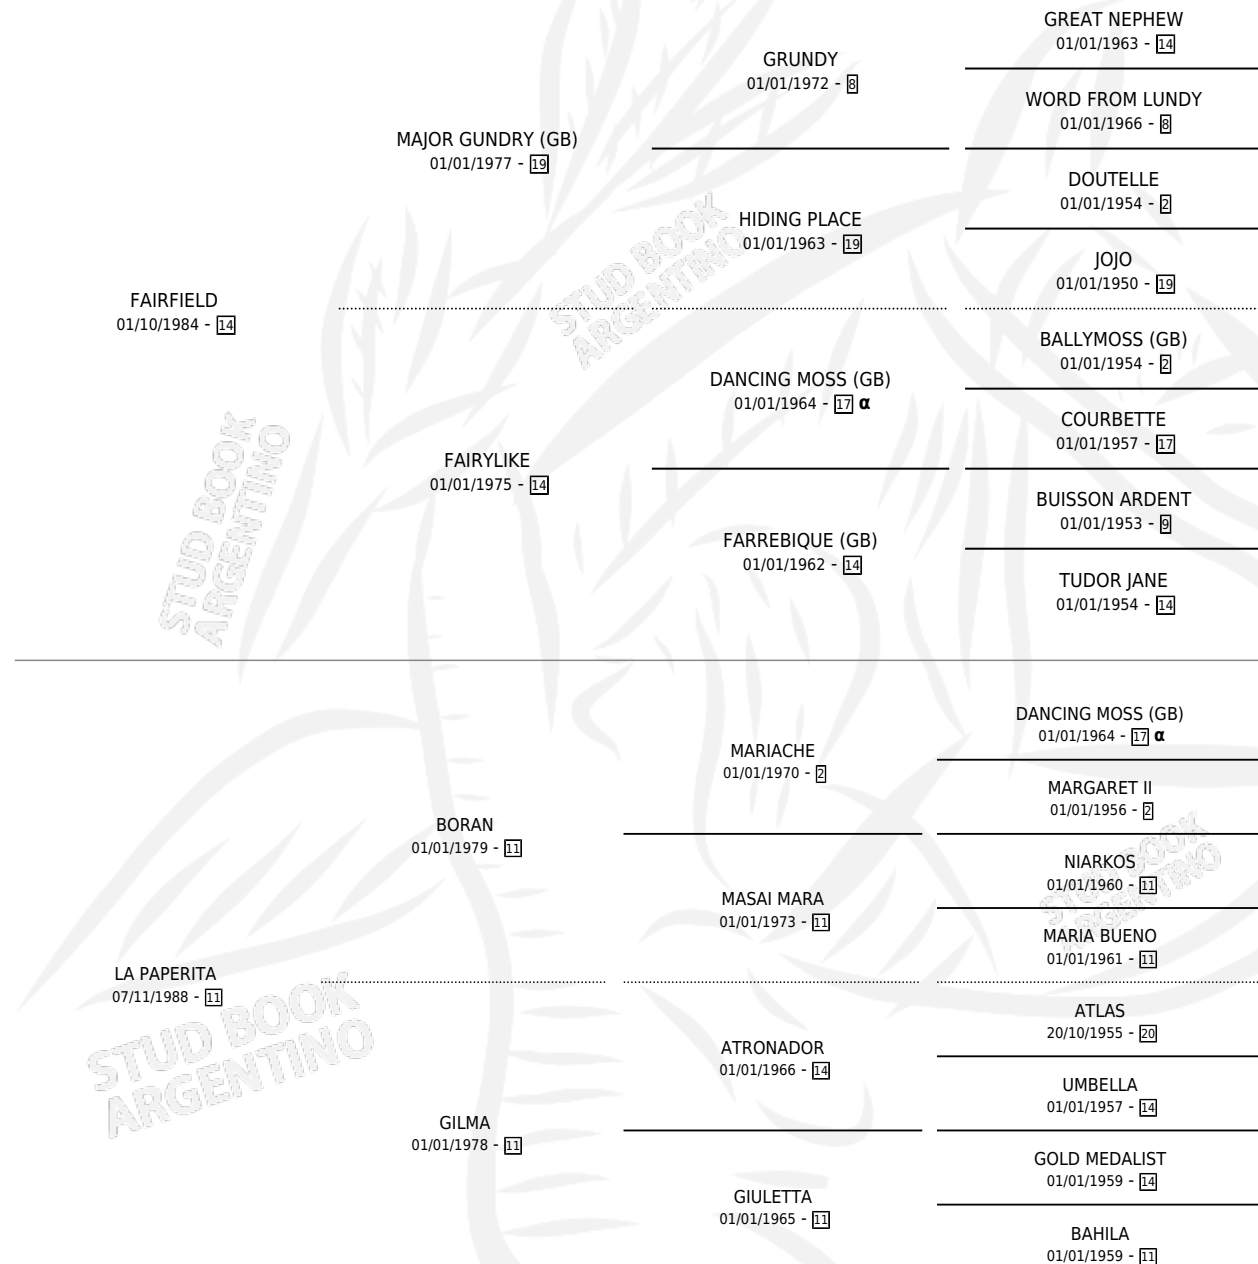 GREAT NEPHEW
01/01/1963 - 14
GRUNDY
01/01/1972 - 8
WORD FROM LUNDY
01/01/1966 - 8
MAJOR GUNDRY (GB)
01/01/1977 - 19
DOUTELLE
01/01/1954 - 2
HIDING PLACE
01/01/1963 - 19
JOJO
01/01/1950 - 19
FAIRFIELD
01/10/1984 - 14
BALLYMOSS (GB)
01/01/1954 - 2
DANCING MOSS (GB)
01/01/1964 - 17 α
COURBETTE
01/01/1957 - 17
FAIRYLIKE
01/01/1975 - 14
BUISSON ARDENT
01/01/1953 - 9
FARREBIQUE (GB)
01/01/1962 - 14
TUDOR JANE
01/01/1954 - 14
DANCING MOSS (GB)
01/01/1964 - 17 α
MARIACHE
01/01/1970 - 2
MARGARET II
01/01/1956 - 2
BORAN
01/01/1979 - 11
NIARKOS
01/01/1960 - 11
MASAI MARA
01/01/1973 - 11
MARIA BUENO
01/01/1961 - 11
LA PAPERITA
07/11/1988 - 11
ATLAS
20/10/1955 - 20
ATRONADOR
01/01/1966 - 14
UMBELLA
01/01/1957 - 14
GILMA
01/01/1978 - 11
GOLD MEDALIST
01/01/1959 - 14
GIULETTA
01/01/1965 - 11
BAHILA
01/01/1959 - 11
STUD BOOK
ARGENTINO
STUD BOOK
ARGENTINO
STUD BOOK
ARGENTINO
STUD BOOK
ARGENTINO